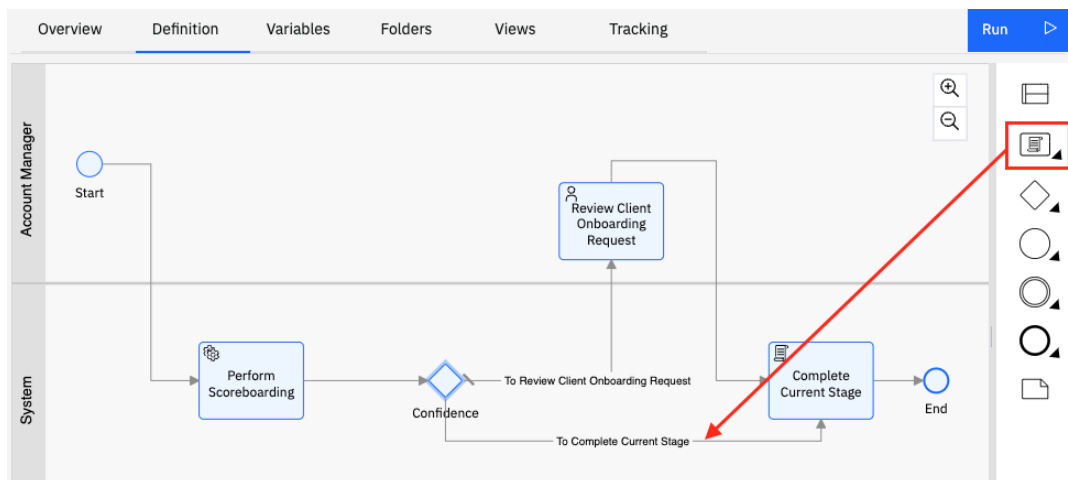 Overview Definition Variables Folders Views Tracking Run
Account Manager
Start
Review Client
Onboarding
Request
System
Perform
Scoreboarding
Confidence
To Review Client Onboarding Request
Complete
Current Stage
End
To Complete Current Stage